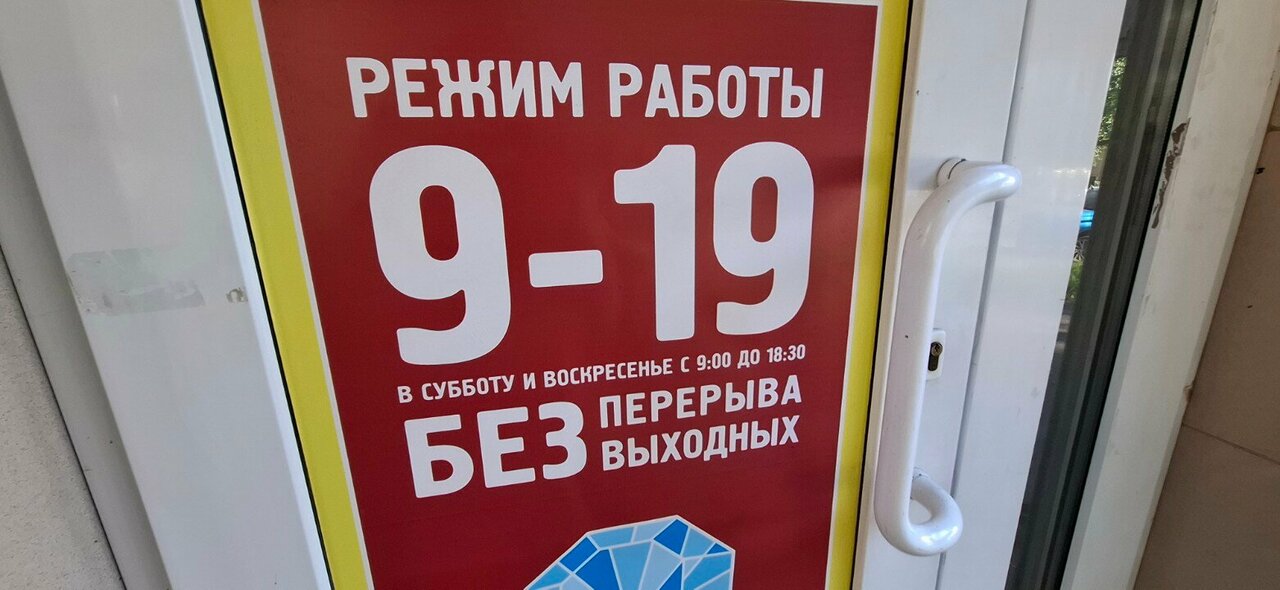 РЕЖИМ РАБОТЫ
9-19
В СУББОТУ И ВОСКРЕСЕНЬЕ С 9:00 ДО 18:30
БЕЗ ПЕРЕРЫВА
ВЫХОДНЫХ